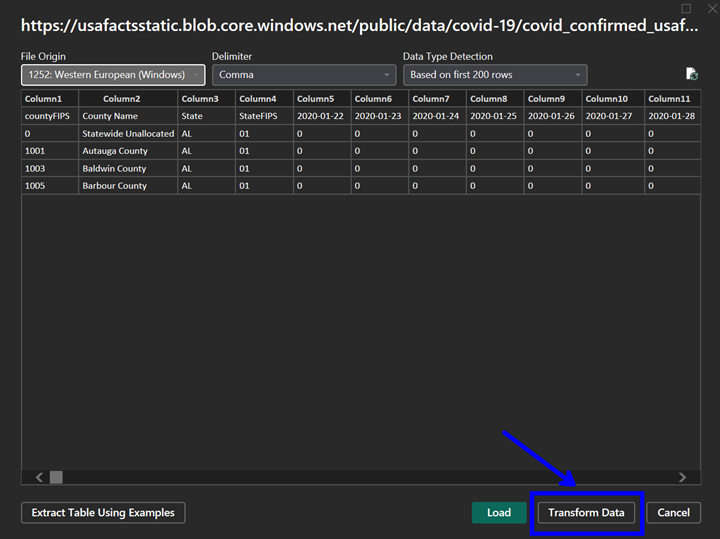 https://usafactsstatic.blob.core.windows.net/public/data/covid-19/covid_confirmed_usaf...
File Origin Delimiter Data Type Detection
1252: Western European (Windows) Comma Based on first 200 rows
Column1 Column2 Column3 Column4 Column5 Column6 Column7 Column8 Column9 Column10 Column11
countyFIPS County Name State StateFIPS 2020-01-22 2020-01-23 2020-01-24 2020-01-25 2020-01-26 2020-01-27 2020-01-28
0 Statewide Unallocated AL 01 0 0 0 0 0 0 0
1001 Autauga County AL 01 0 0 0 0 0 0 0
1003 Baldwin County AL 01 0 0 0 0 0 0 0
1005 Barbour County AL 01 0 0 0 0 0 0 0
Extract Table Using Examples Load Transform Data Cancel